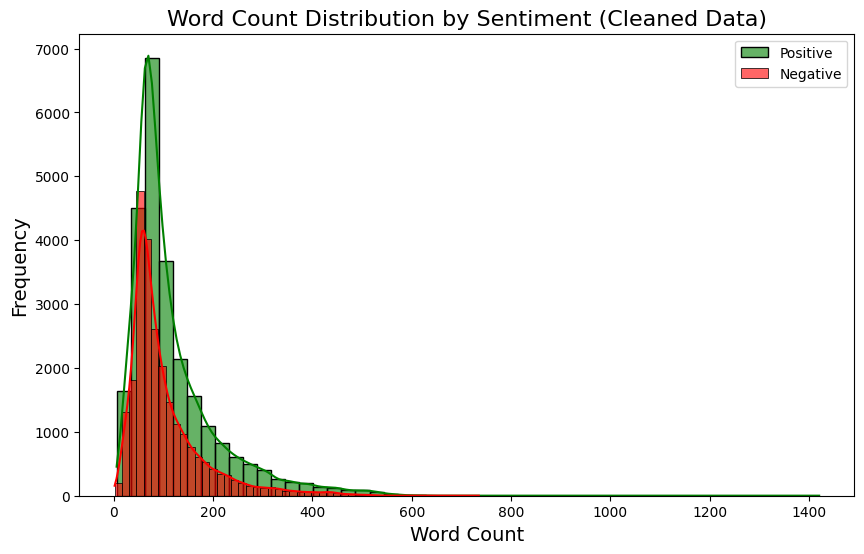 Word Count Distribution by Sentiment (Cleaned Data)
Positive
Negative
Frequency
7000
6000
5000
4000
3000
2000
1000
0
0 200 400 600 800 1000 1200 1400
Word Count